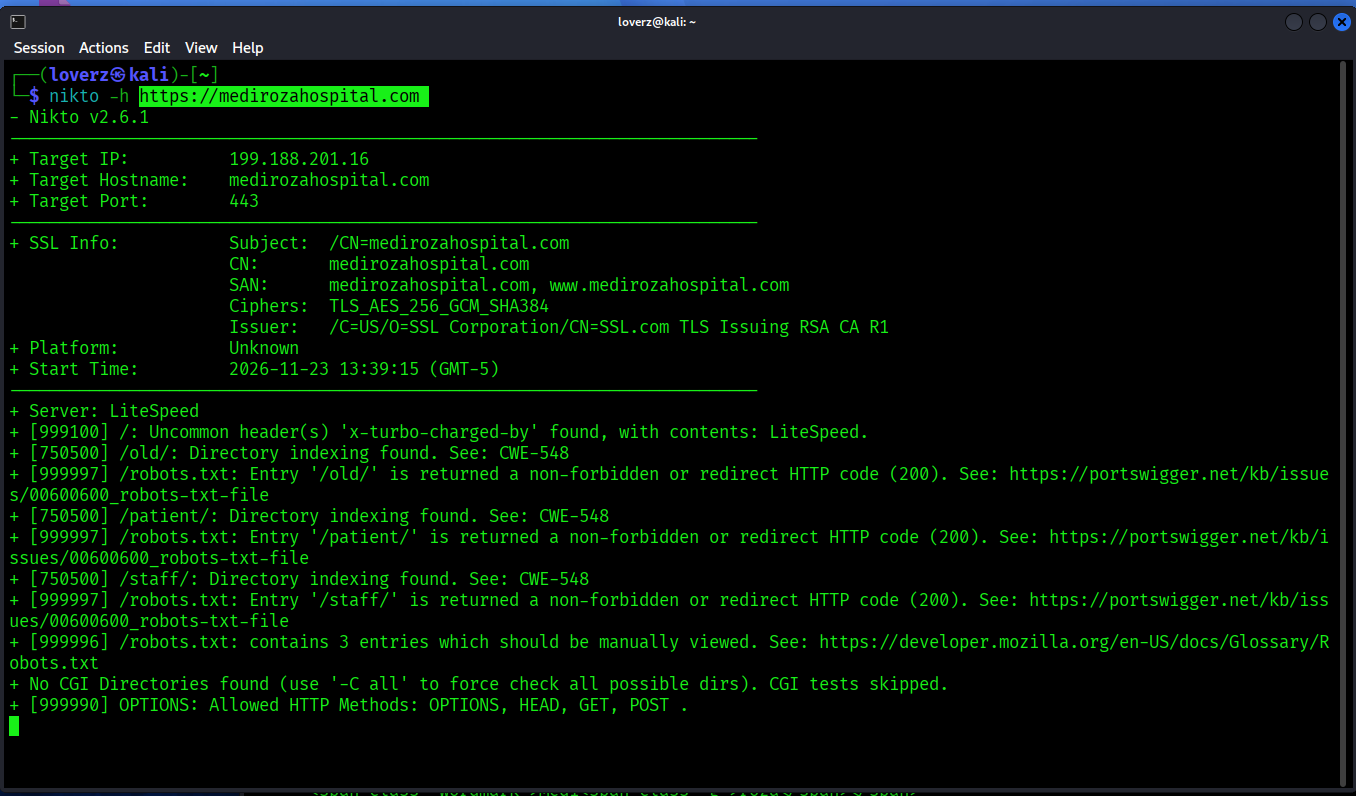 loverz@kali: ~
Session Actions Edit View Help
┌──(loverz㉿kali)-[~]
└─$ nikto -h https://medirozahospital.com
- Nikto v2.6.1
+ Target IP: 199.188.201.16
+ Target Hostname: medirozahospital.com
+ Target Port: 443
+ SSL Info: Subject: /CN=medirozahospital.com
CN: medirozahospital.com
SAN: medirozahospital.com, www.medirozahospital.com
Ciphers: TLS_AES_256_GCM_SHA384
Issuer: /C=US/O=SSL Corporation/CN=SSL.com TLS Issuing RSA CA R1
+ Platform: Unknown
+ Start Time: 2026-11-23 13:39:15 (GMT-5)
+ Server: LiteSpeed
+ [999100] /: Uncommon header(s) 'x-turbo-charged-by' found, with contents: LiteSpeed.
+ [750500] /old/: Directory indexing found. See: CWE-548
+ [999997] /robots.txt: Entry '/old/' is returned a non-forbidden or redirect HTTP code (200). See: https://portswigger.net/kb/issue
s/00600600_robots-txt-file
+ [750500] /patient/: Directory indexing found. See: CWE-548
+ [999997] /robots.txt: Entry '/patient/' is returned a non-forbidden or redirect HTTP code (200). See: https://portswigger.net/kb/i
ssues/00600600_robots-txt-file
+ [750500] /staff/: Directory indexing found. See: CWE-548
+ [999997] /robots.txt: Entry '/staff/' is returned a non-forbidden or redirect HTTP code (200). See: https://portswigger.net/kb/iss
ues/00600600_robots-txt-file
+ [999996] /robots.txt: contains 3 entries which should be manually viewed. See: https://developer.mozilla.org/en-US/docs/Glossary/R
obots.txt
+ No CGI Directories found (use '-C all' to force check all possible dirs). CGI tests skipped.
+ [999990] OPTIONS: Allowed HTTP Methods: OPTIONS, HEAD, GET, POST .